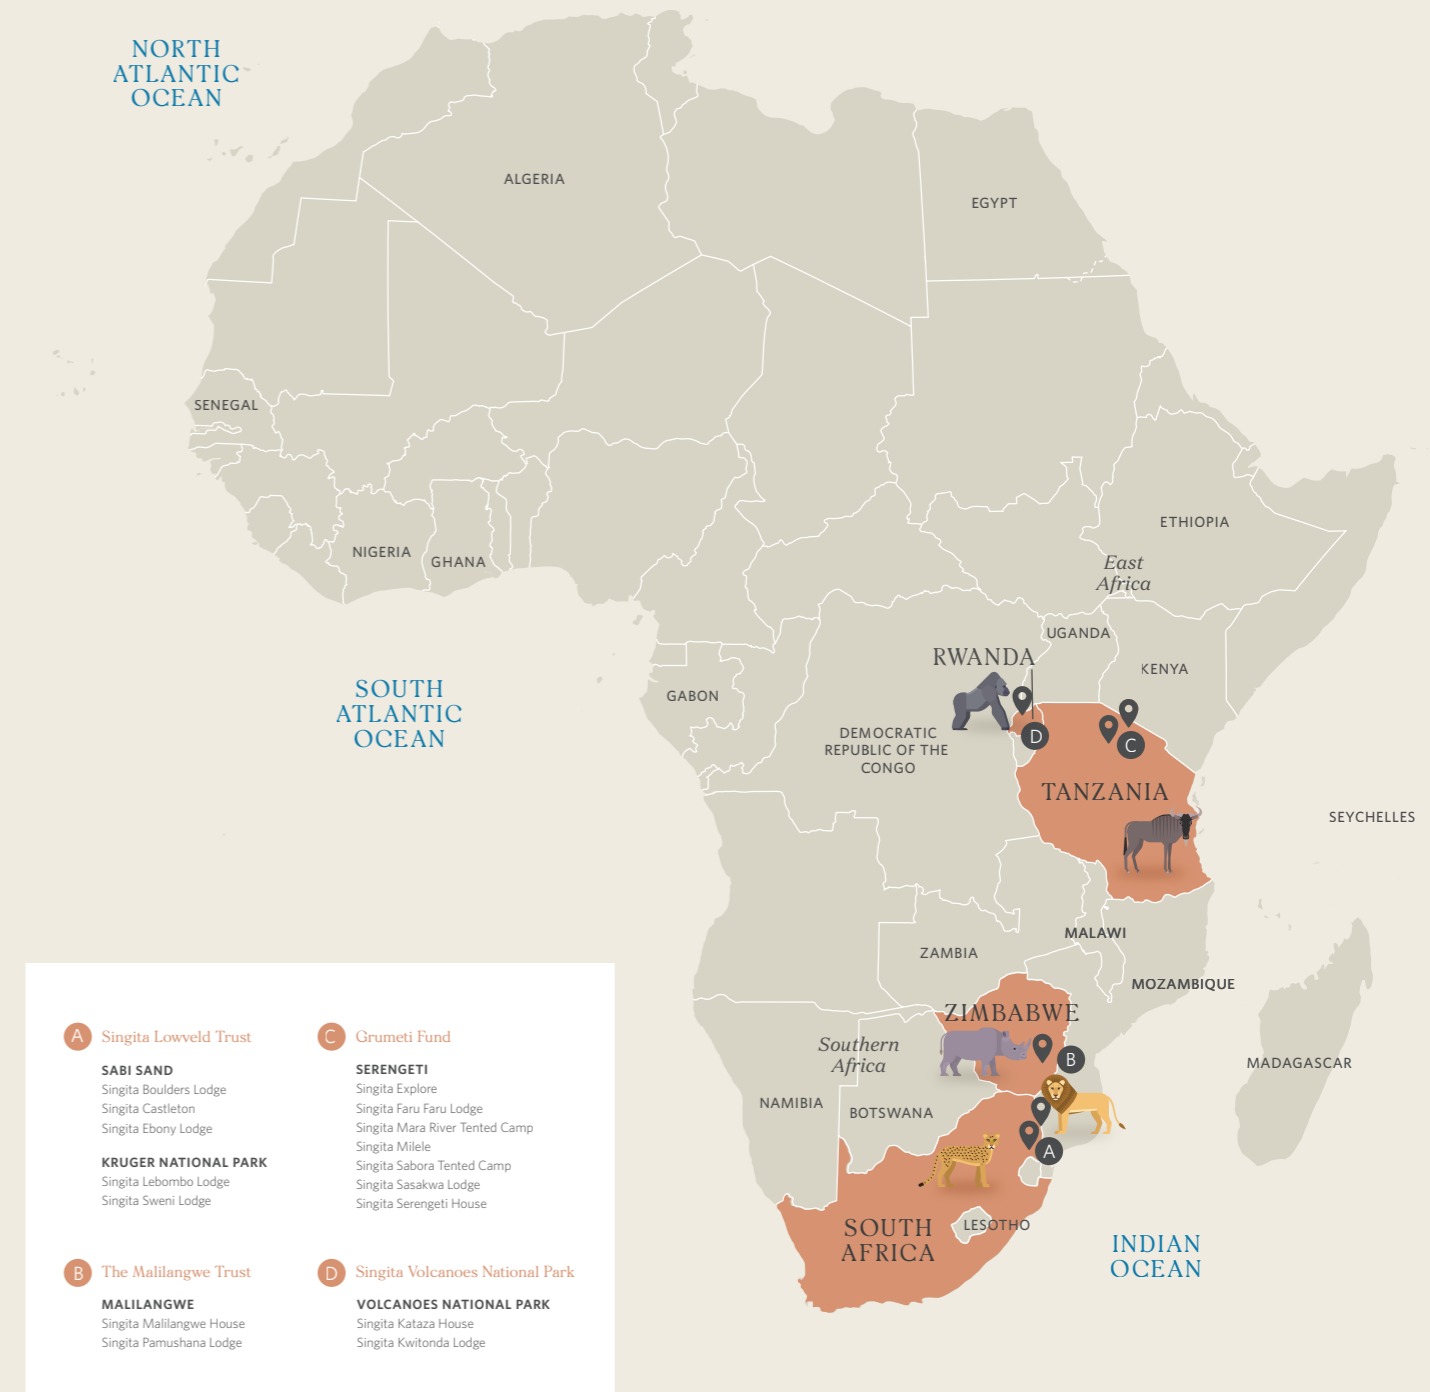 NORTH
ATLANTIC
OCEAN
ALGERIA
EGYPT
SENEGAL
NIGERIA
GHANA
ETHIOPIA
East
Africa
UGANDA
RWANDA
KENYA
GABON
SOUTH
ATLANTIC
OCEAN
DEMOCRATIC
REPUBLIC OF THE
CONGO
D
C
TANZANIA
SEYCHELLES
MALAWI
ZAMBIA
MOZAMBIQUE
ZIMBABWE
Southern
Africa
B
MADAGASCAR
NAMIBIA
BOTSWANA
A
LESOTHO
SOUTH
AFRICA
INDIAN
OCEAN
A Singita Lowveld Trust
SABI SAND
Singita Boulders Lodge
Singita Castleton
Singita Ebony Lodge
KRUGER NATIONAL PARK
Singita Lebombo Lodge
Singita Sweni Lodge
B The Malilangwe Trust
MALILANGWE
Singita Malilangwe House
Singita Pamushana Lodge
C Grumeti Fund
SERENGETI
Singita Explore
Singita Faru Faru Lodge
Singita Mara River Tented Camp
Singita Milele
Singita Sabora Tented Camp
Singita Sasakwa Lodge
Singita Serengeti House
D Singita Volcanoes National Park
VOLCANOES NATIONAL PARK
Singita Kataza House
Singita Kwitonda Lodge